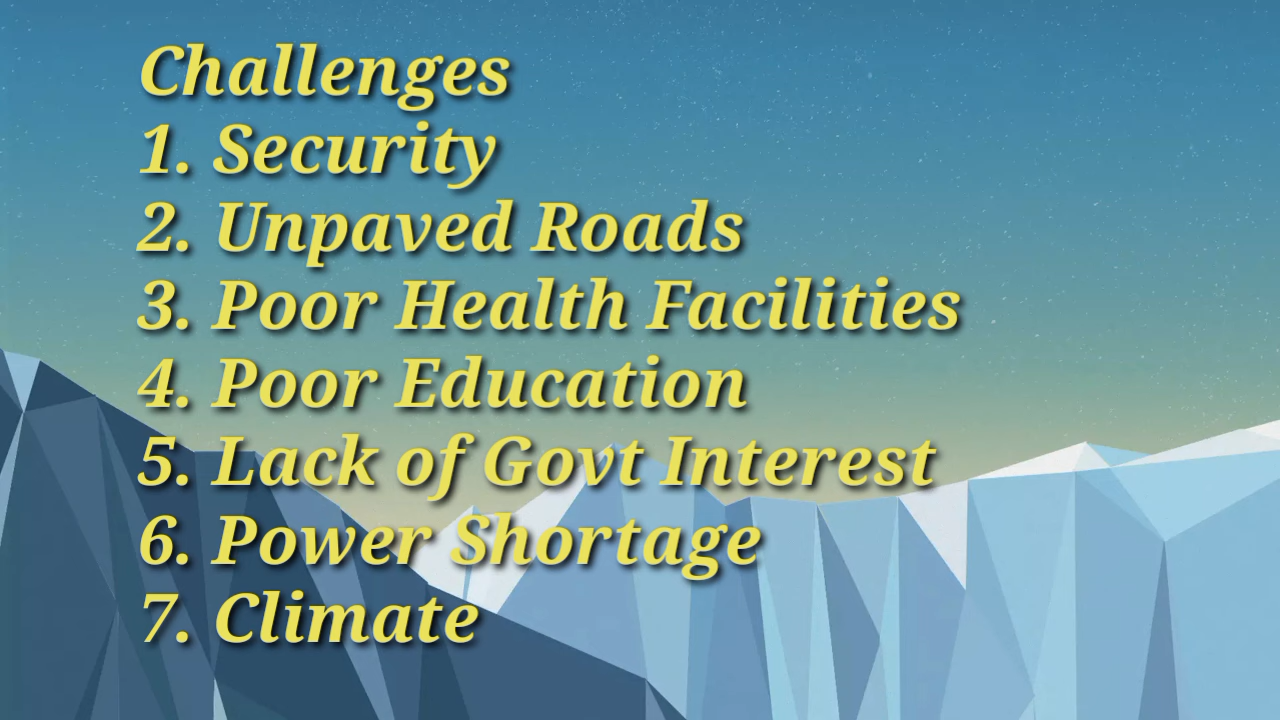 Challenges
1. Security
2. Unpaved Roads
3. Poor Health Facilities
4. Poor Education
5. Lack of Govt Interest
6. Power Shortage
7. Climate